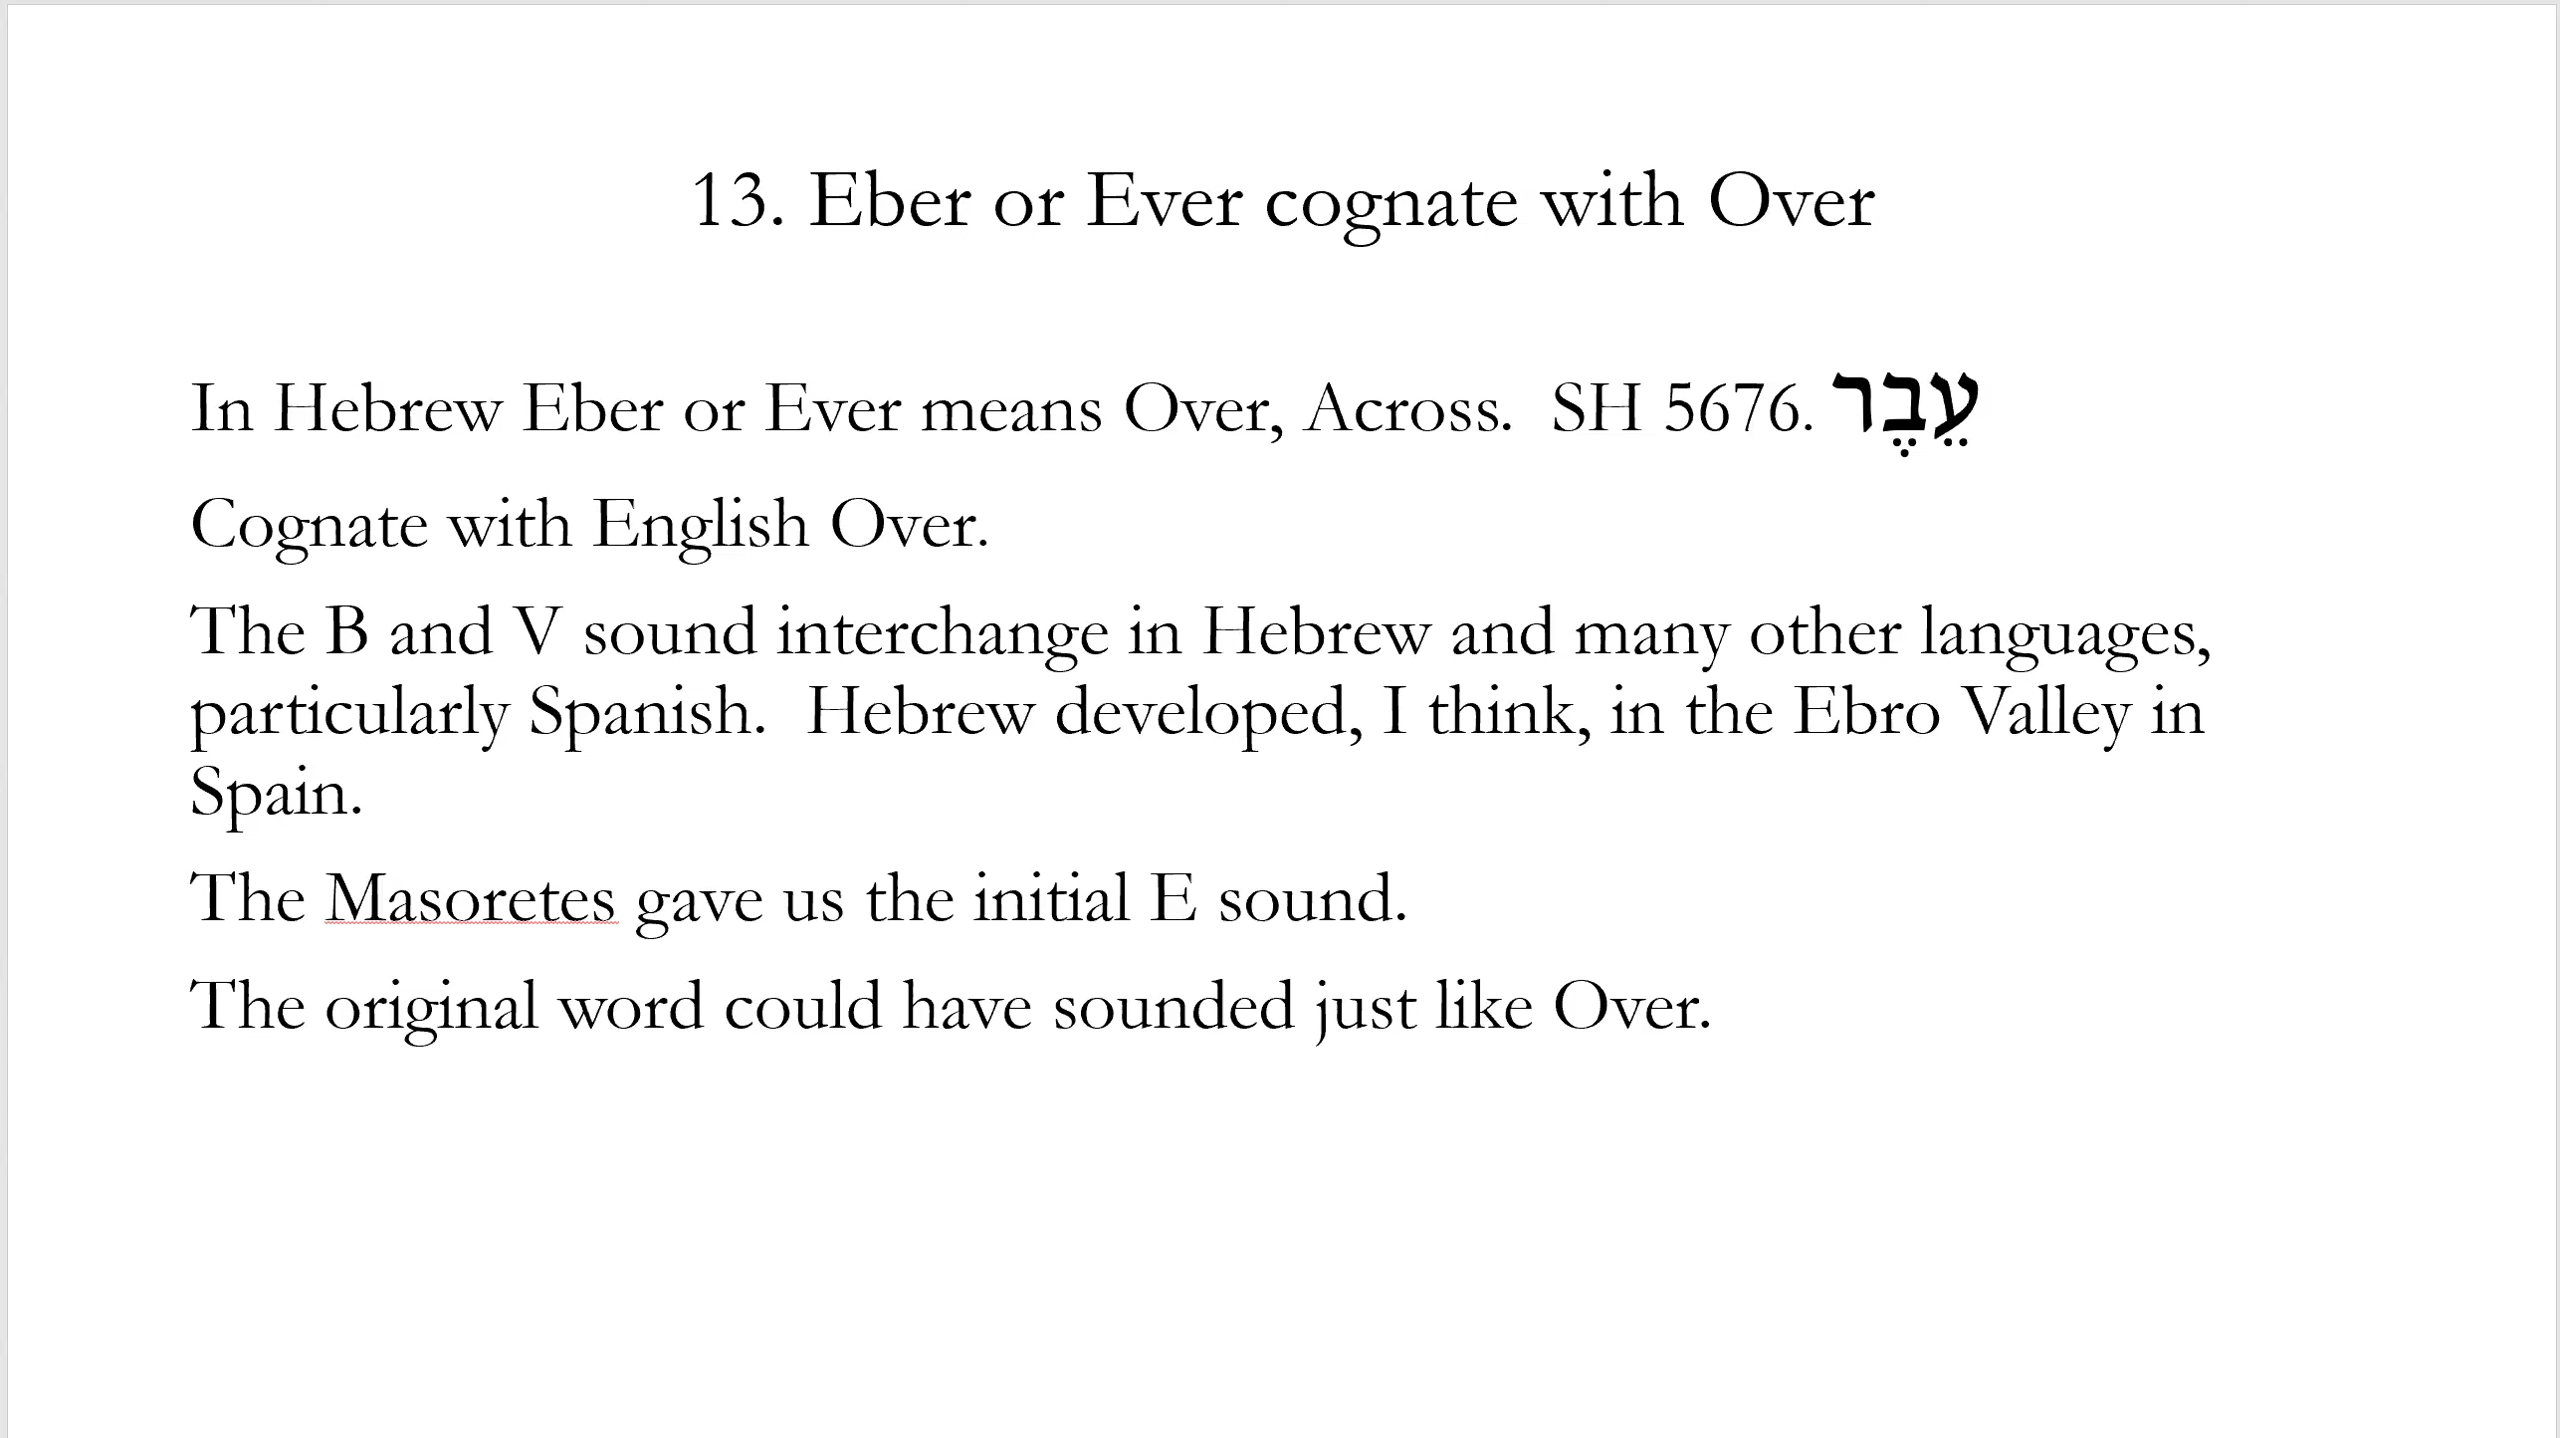 13. Eber or Ever cognate with Over
In Hebrew Eber or Ever means Over, Across.  SH 5676. עֵבֶר
Cognate with English Over.
The B and V sound interchange in Hebrew and many other languages,
particularly Spanish.  Hebrew developed, I think, in the Ebro Valley in
Spain.
The Masoretes gave us the initial E sound.
The original word could have sounded just like Over.